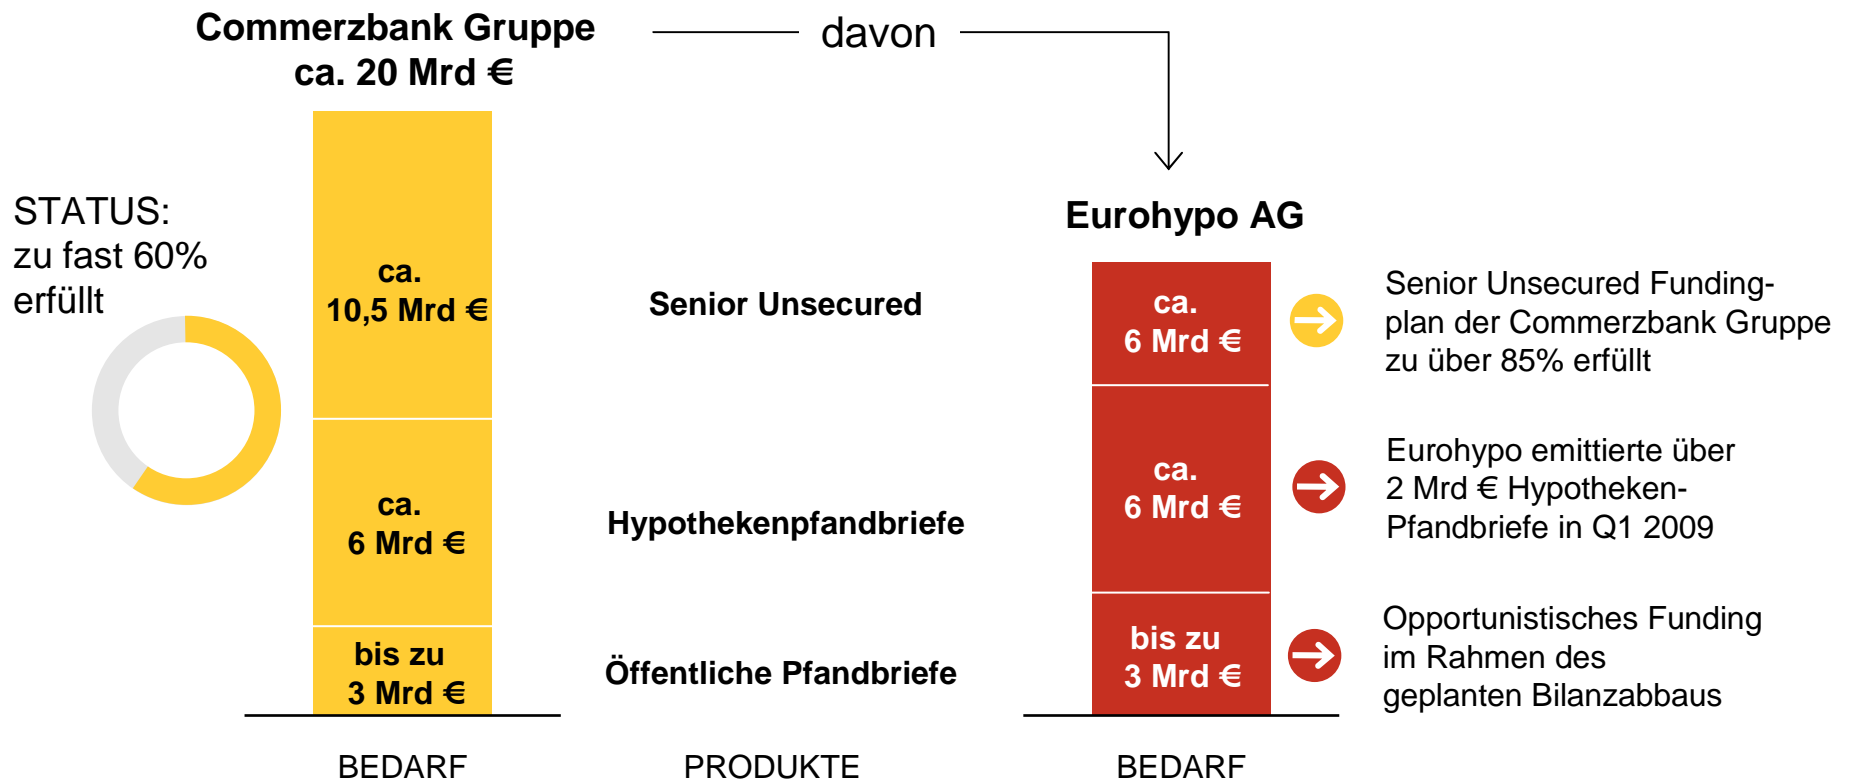 Commerzbank Gruppe
ca. 20 Mrd €
davon
STATUS:
zu fast 60%
erfüllt
ca.
10,5 Mrd €
ca.
6 Mrd €
bis zu
3 Mrd €
BEDARF
Senior Unsecured
Hypothekenpfandbriefe
Öffentliche Pfandbriefe
PRODUKTE
Eurohypo AG
ca.
6 Mrd €
ca.
6 Mrd €
bis zu
3 Mrd €
BEDARF
Senior Unsecured Funding-
plan der Commerzbank Gruppe
zu über 85% erfüllt
Eurohypo emittierte über
2 Mrd € Hypotheken-
Pfandbriefe in Q1 2009
Opportunistisches Funding
im Rahmen des
geplanten Bilanzabbaus